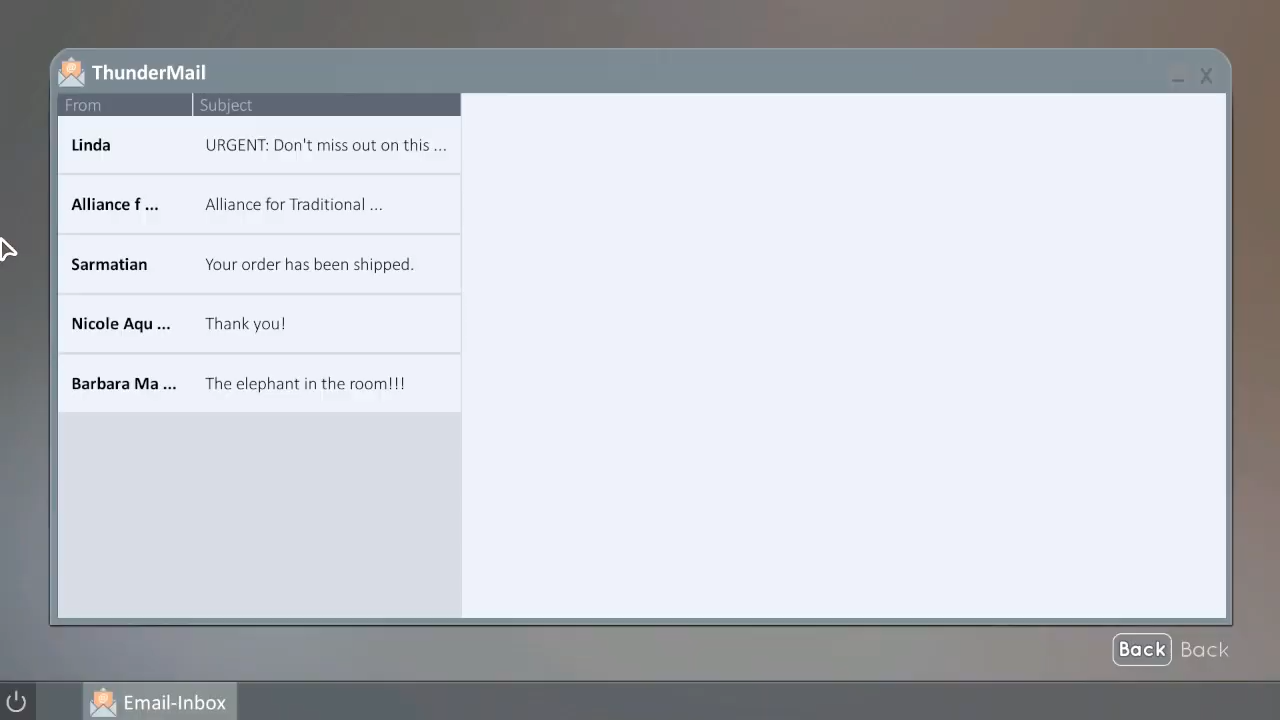 ThunderMail
From Subject
Linda URGENT: Don't miss out on this ...
Alliance f ... Alliance for Traditional ...
Sarmatian Your order has been shipped.
Nicole Aqu ... Thank you!
Barbara Ma ... The elephant in the room!!!
Back Back
Email-Inbox